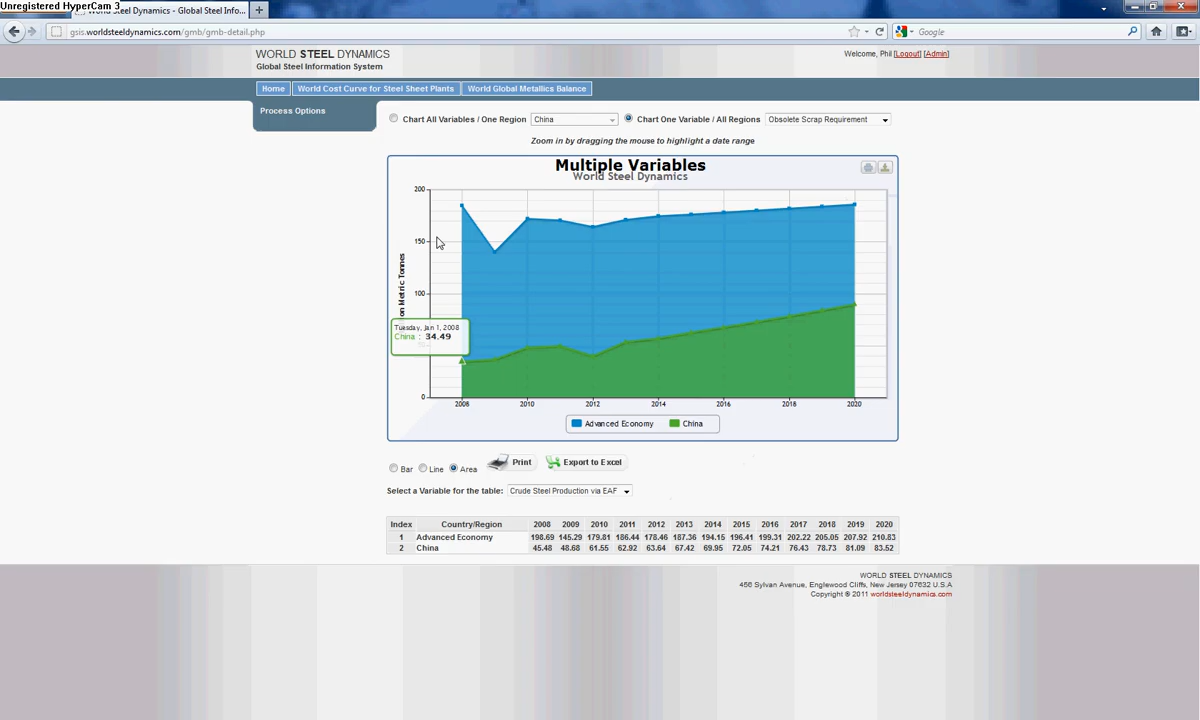 Unregistered HyperCam 3
World Steel Dynamics - Global Steel Info...
gsis.worldsteeldynamics.com/gmb/gmb-detail.php
Google
WORLD STEEL DYNAMICS
Global Steel Information System
Welcome, Phil [Logout] [Admin]
Home
World Cost Curve for Steel Sheet Plants
World Global Metallics Balance
Process Options
Chart All Variables / One Region
China
Chart One Variable / All Regions
Obsolete Scrap Requirement
Zoom in by dragging the mouse to highlight a date range
Multiple Variables
World Steel Dynamics
200
150
100
0
on Metric Tonnes
Tuesday, Jan 1, 2008
China : 34.49
2008 2010 2012 2014 2016 2018 2020
Advanced Economy China
Bar Line Area
Print
Export to Excel
Select a Variable for the table: Crude Steel Production via EAF
Index Country/Region 2008 2009 2010 2011 2012 2013 2014 2015 2016 2017 2018 2019 2020
1 Advanced Economy 198.69 145.29 179.81 186.44 178.46 187.36 194.15 196.41 199.31 202.22 205.05 207.92 210.83
2 China 45.48 48.68 61.55 62.92 63.64 67.42 69.95 72.05 74.21 76.43 78.73 81.09 83.52
WORLD STEEL DYNAMICS
456 Sylvan Avenue, Englewood Cliffs, New Jersey 07632 U.S.A
Copyright © 2011 worldsteeldynamics.com